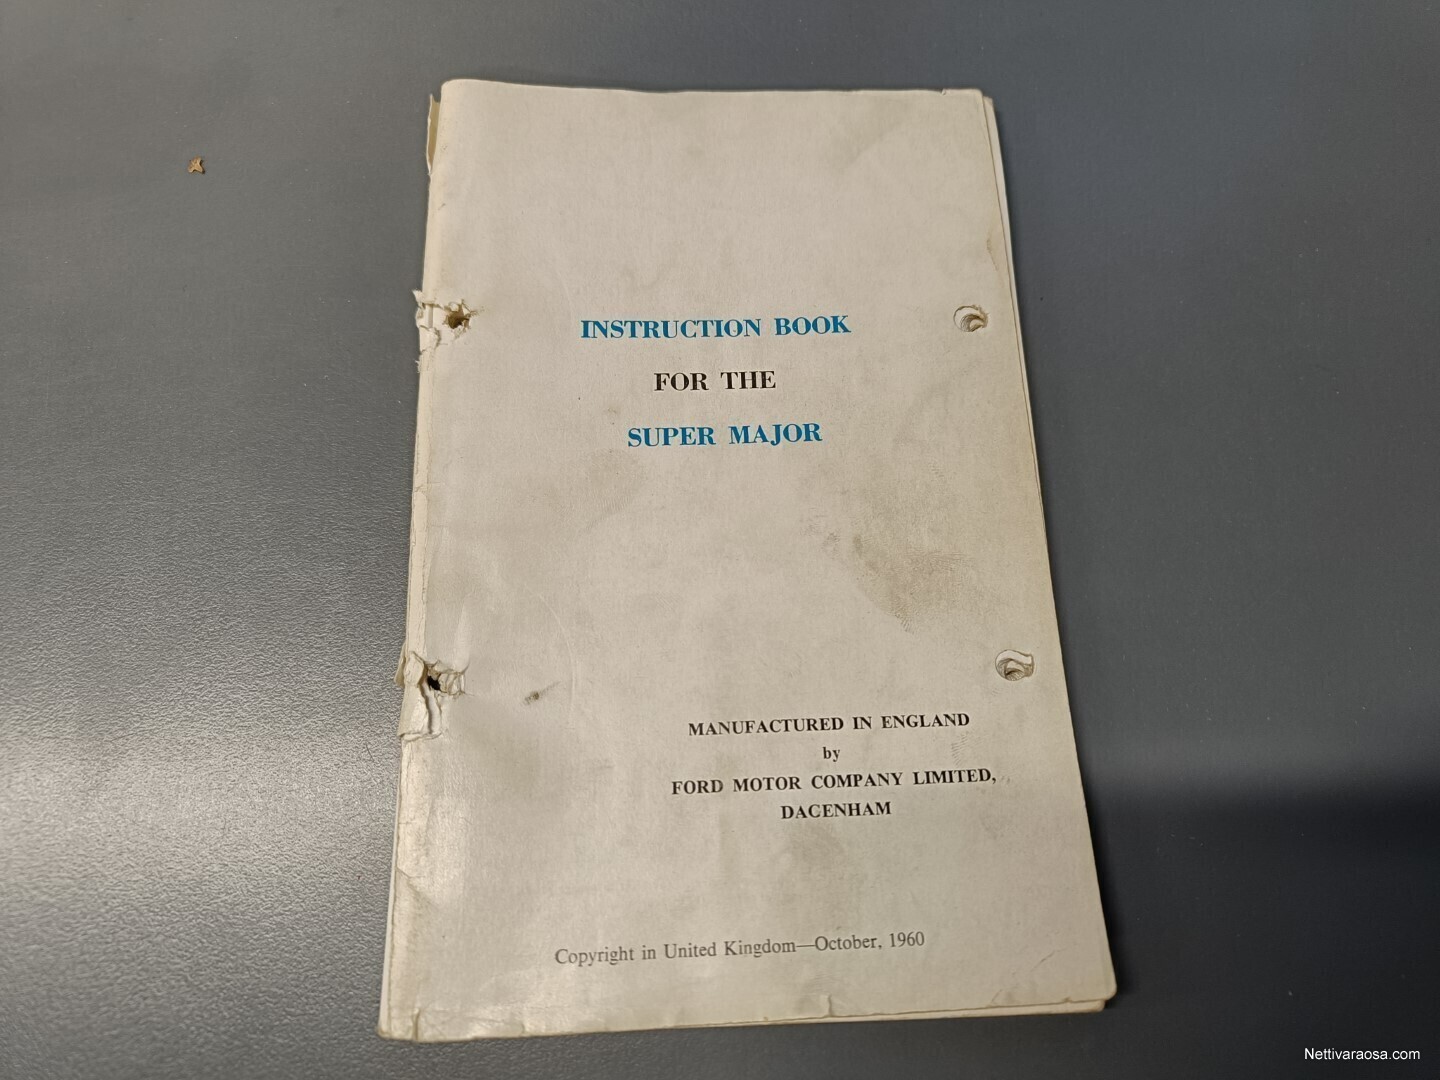 INSTRUCTION BOOK
FOR THE
SUPER MAJOR
MANUFACTURED IN ENGLAND
by
FORD MOTOR COMPANY LIMITED,
DAGENHAM
Copyright in United Kingdom—October, 1960
Nettivaraosa.com